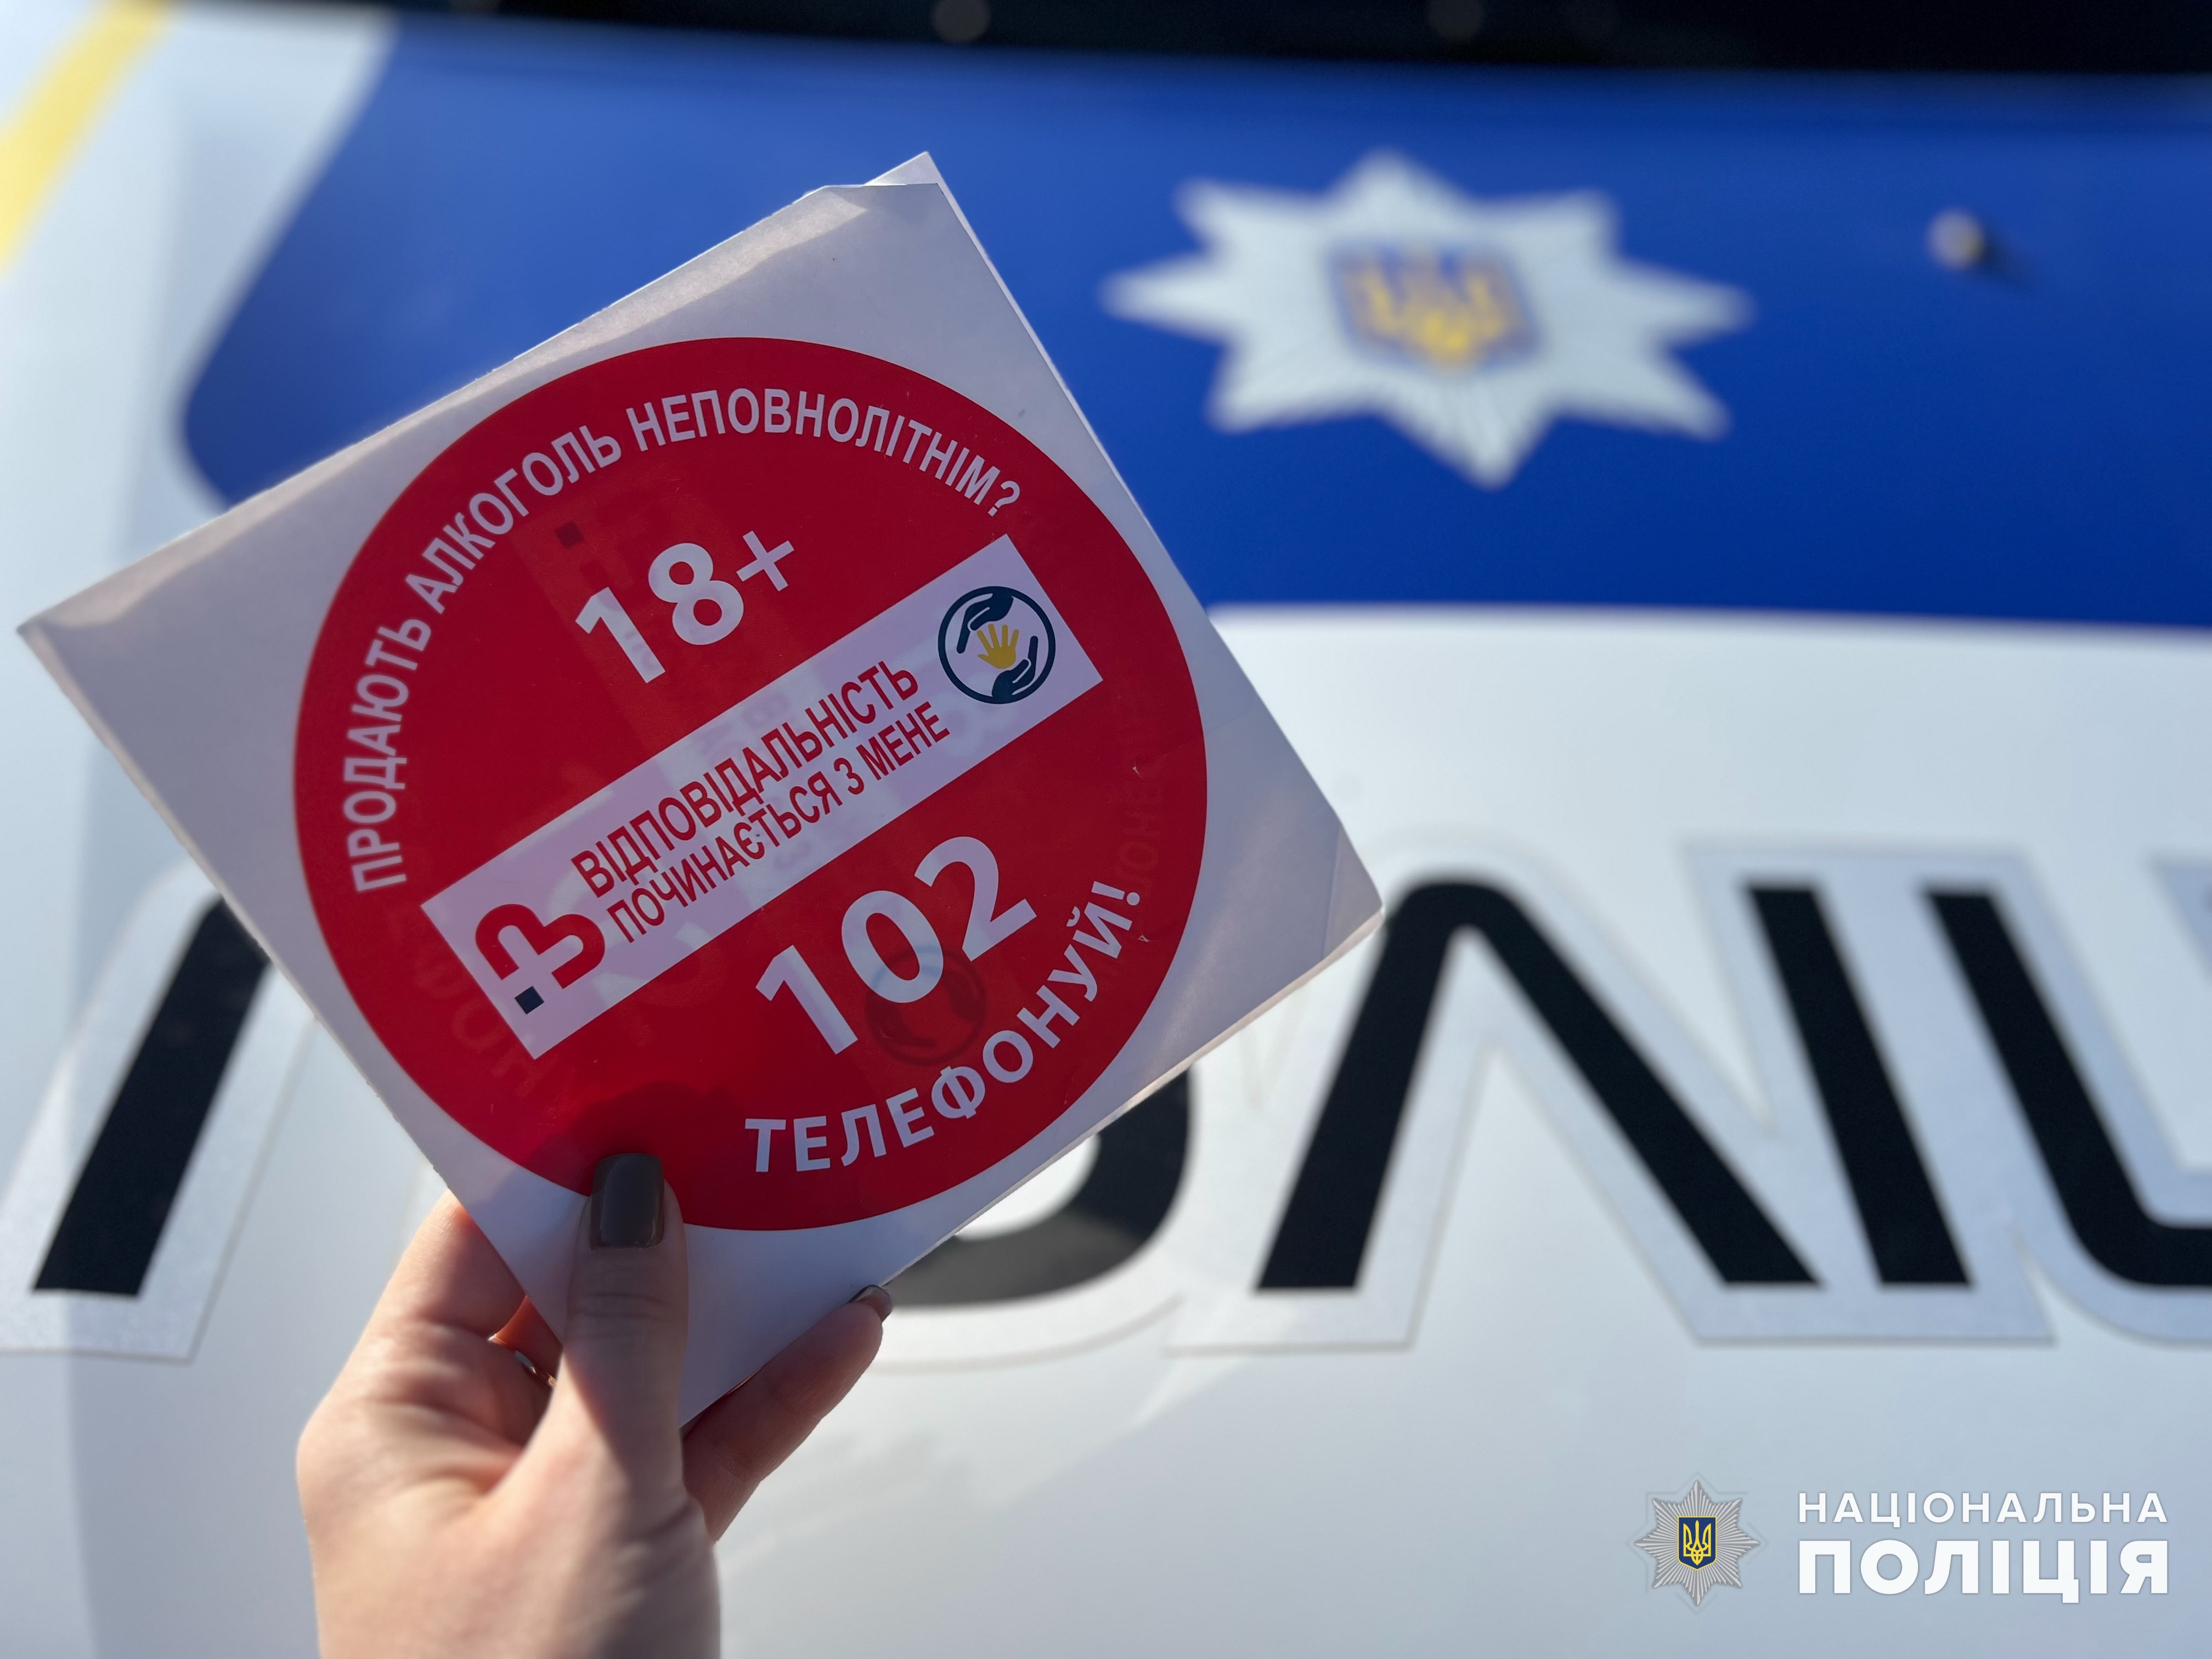 ПРОДАЮТЬ АЛКОГОЛЬ НЕПОВНОЛІТНІМ?
18+
ВІДПОВІДАЛЬНІСТЬ
ПОЧИНАЄТЬСЯ З МЕНЕ
102
ТЕЛЕФОНУЙ!
НАЦІОНАЛЬНА
ПОЛІЦІЯ